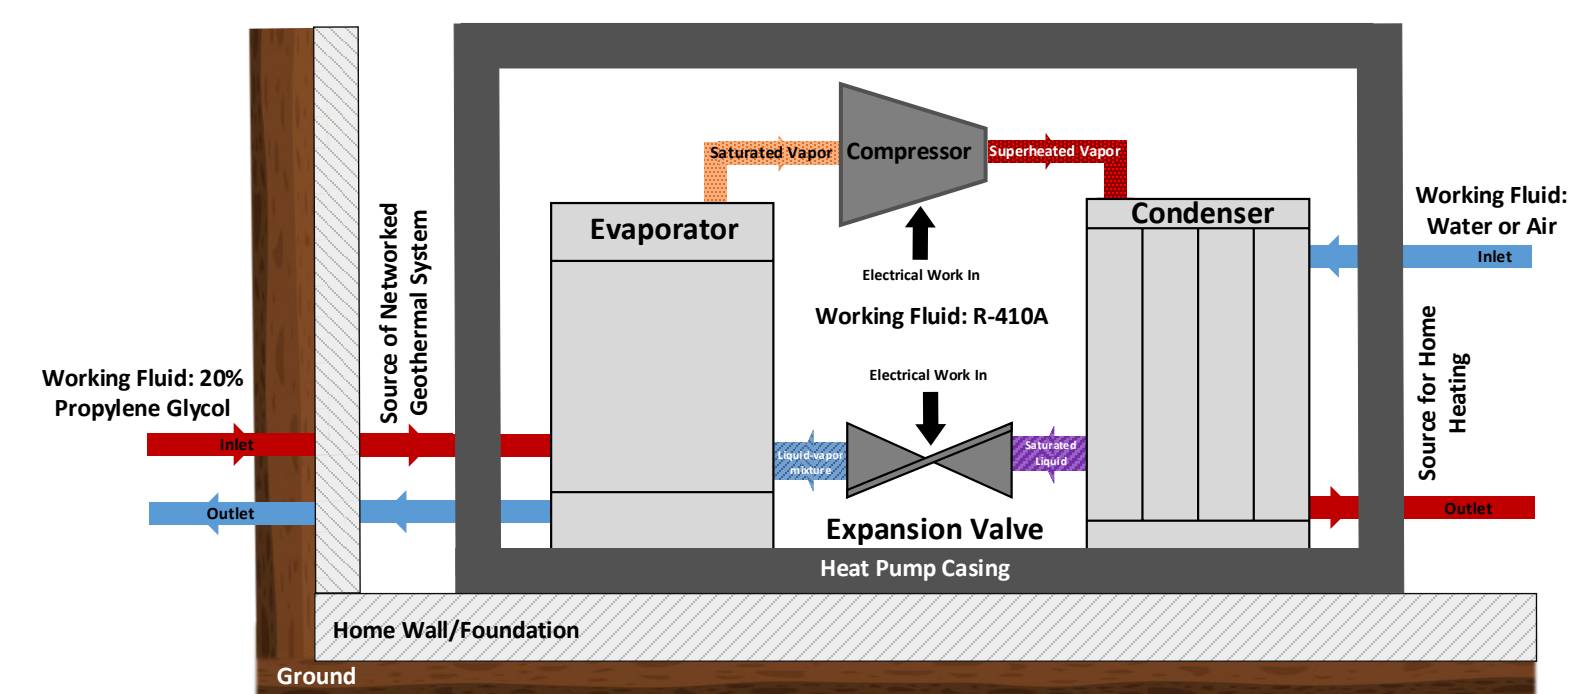 Saturated Vapor
Compressor
Superheated Vapor
Evaporator
Condenser
Working Fluid:
Water or Air
Inlet
Source of Networked
Geothermal System
Electrical Work In
Working Fluid: R-410A
Working Fluid: 20%
Propylene Glycol
Inlet
Outlet
Electrical Work In
Liquid-vapor
mixture
Saturated
Liquid
Source for Home
Heating
Outlet
Expansion Valve
Heat Pump Casing
Home Wall/Foundation
Ground